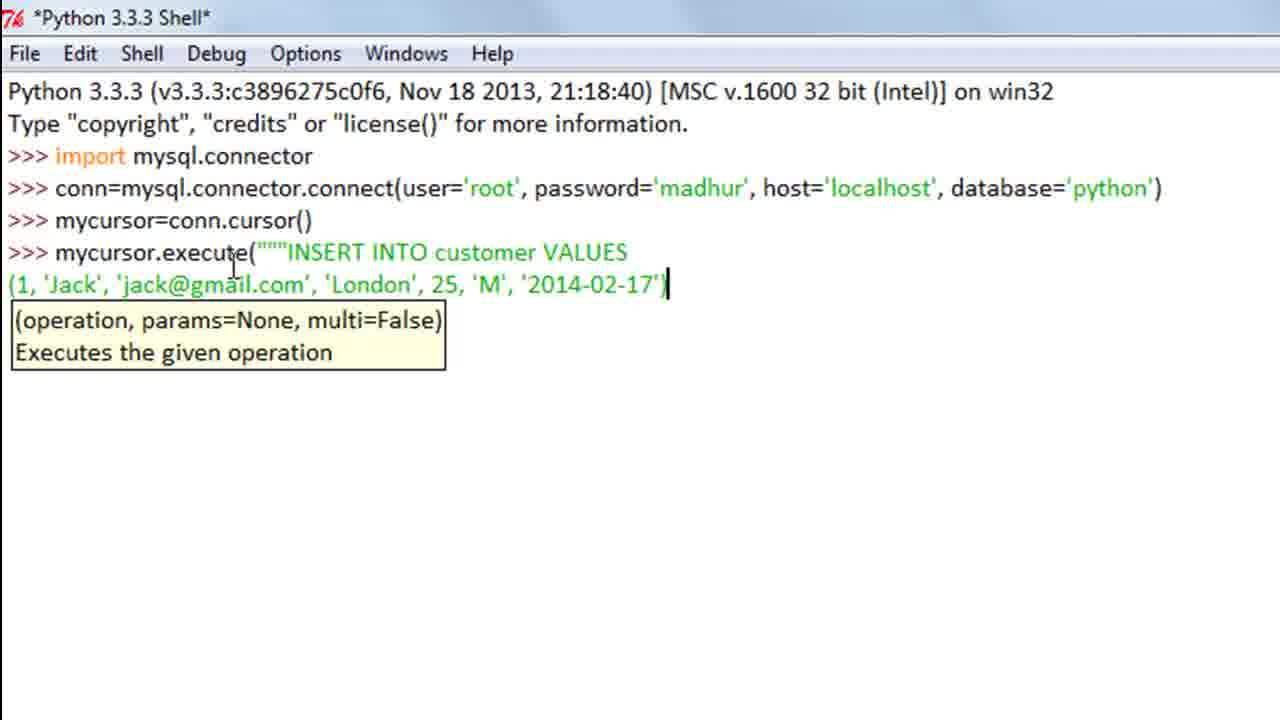 *Python 3.3.3 Shell*
File Edit Shell Debug Options Windows Help
Python 3.3.3 (v3.3.3:c3896275c0f6, Nov 18 2013, 21:18:40) [MSC v.1600 32 bit (Intel)] on win32
Type "copyright", "credits" or "license()" for more information.
>>> import mysql.connector
>>> conn=mysql.connector.connect(user='root', password='madhur', host='localhost', database='python')
>>> mycursor=conn.cursor()
>>> mycursor.execute("""INSERT INTO customer VALUES
(1, 'Jack', 'jack@gmail.com', 'London', 25, 'M', '2014-02-17')
(operation, params=None, multi=False)
Executes the given operation